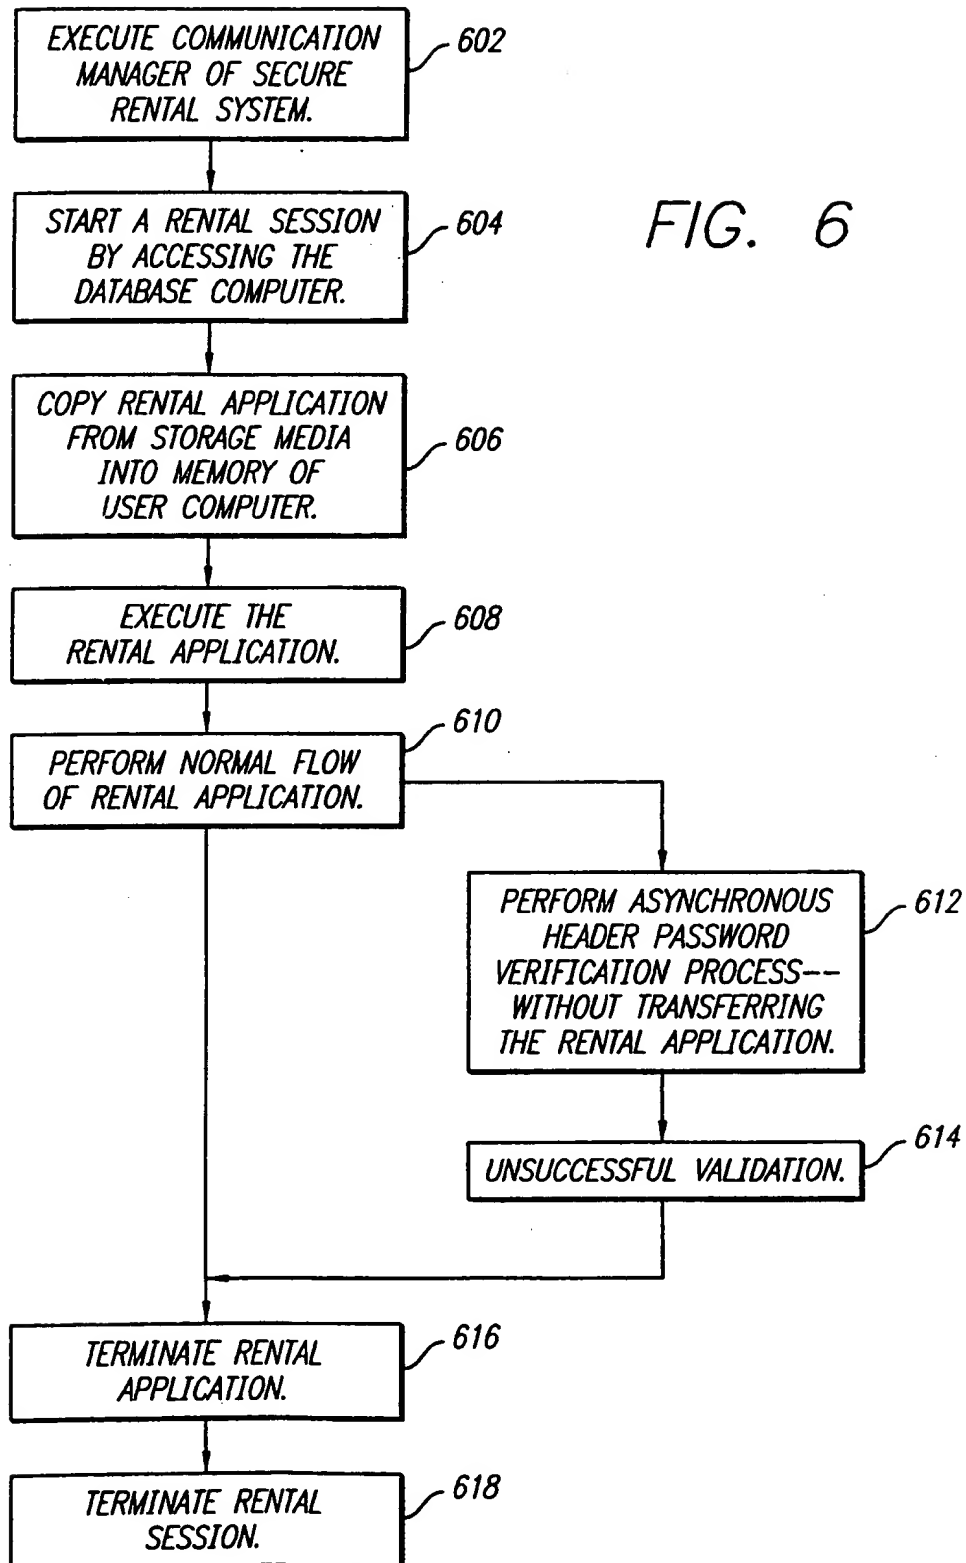 EXECUTE COMMUNICATION
MANAGER OF SECURE
RENTAL SYSTEM.
602
START A RENTAL SESSION
BY ACCESSING THE
DATABASE COMPUTER.
604
FIG. 6
COPY RENTAL APPLICATION
FROM STORAGE MEDIA
INTO MEMORY OF
USER COMPUTER.
606
EXECUTE THE
RENTAL APPLICATION.
608
PERFORM NORMAL FLOW
OF RENTAL APPLICATION.
610
PERFORM ASYNCHRONOUS
HEADER PASSWORD
VERIFICATION PROCESS--
WITHOUT TRANSFERRING
THE RENTAL APPLICATION.
612
UNSUCCESSFUL VALIDATION.
614
TERMINATE RENTAL
APPLICATION.
616
TERMINATE RENTAL
SESSION.
618